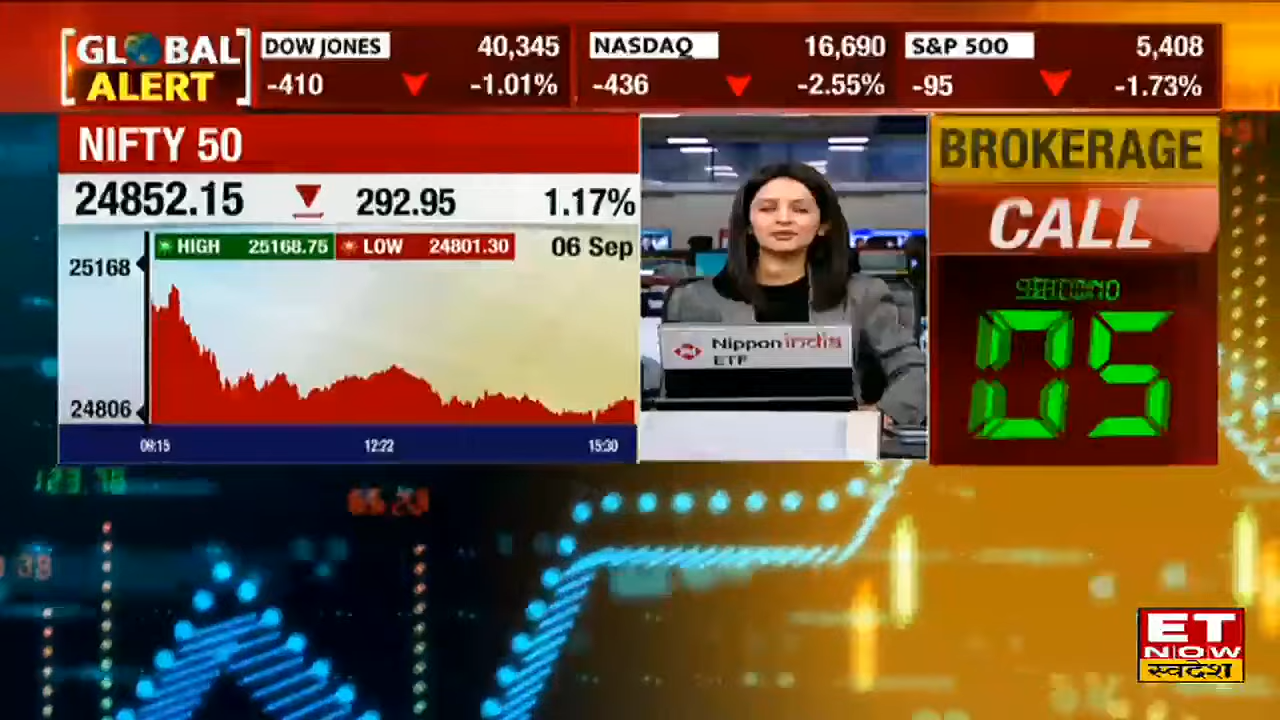 GLOBAL
ALERT
DOW JONES 40,345
-410 -1.01%
NASDAQ 16,690
-436 -2.55%
S&P 500 5,408
-95 -1.73%
NIFTY 50
24852.15 292.95 1.17%
HIGH 25168.75 LOW 24801.30 06 Sep
25168
24806
09:15 12:22 15:30
Nippon india
ETF
BROKERAGE
CALL
05
ET
NOW
स्वदेश